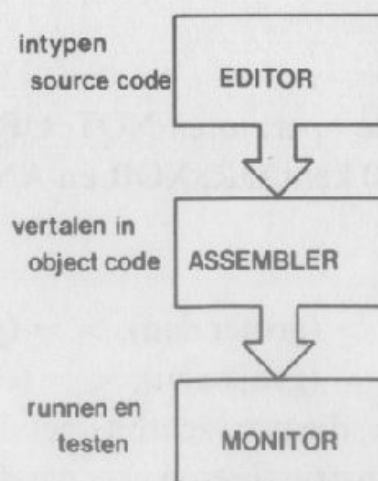 intypen
source code
EDITOR
vertalen in
object code
ASSEMBLER
runnen en
testen
MONITOR